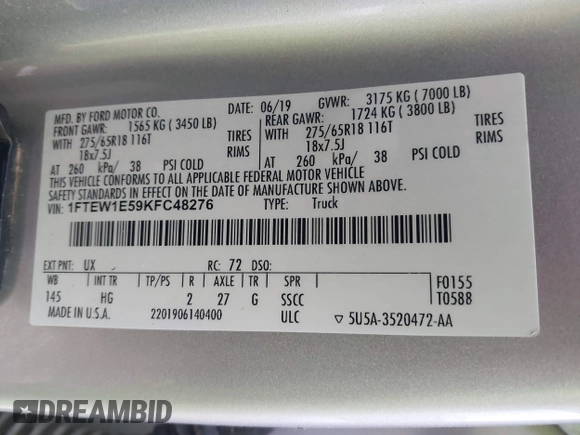 MFD. BY FORD MOTOR CO. DATE: 06/19 GVWR: 3175 KG ( 7000 LB)
FRONT GAWR: 1565 KG ( 3450 LB) REAR GAWR: 1724 KG ( 3800 LB)
WITH 275/65R18 116T TIRES WITH 275/65R18 116T TIRES
18x7.5J RIMS 18x7.5J RIMS
AT 260 kPa/ 38 PSI COLD AT 260 kPa/ 38 PSI COLD
THIS VEHICLE CONFORMS TO ALL APPLICABLE FEDERAL MOTOR VEHICLE
SAFETY STANDARDS IN EFFECT ON THE DATE OF MANUFACTURE SHOWN ABOVE.
VIN: 1FTEW1E59KFC48276 TYPE: Truck
EXT PNT: UX RC: 72 DSO:
WB INT TR TP/PS R AXLE TR SPR F0155
145 HG 2 27 G SSCC T0588
MADE IN U.S.A. 2201906140400 ULC ▽ 5U5A-3520472-AA
DREAMBID